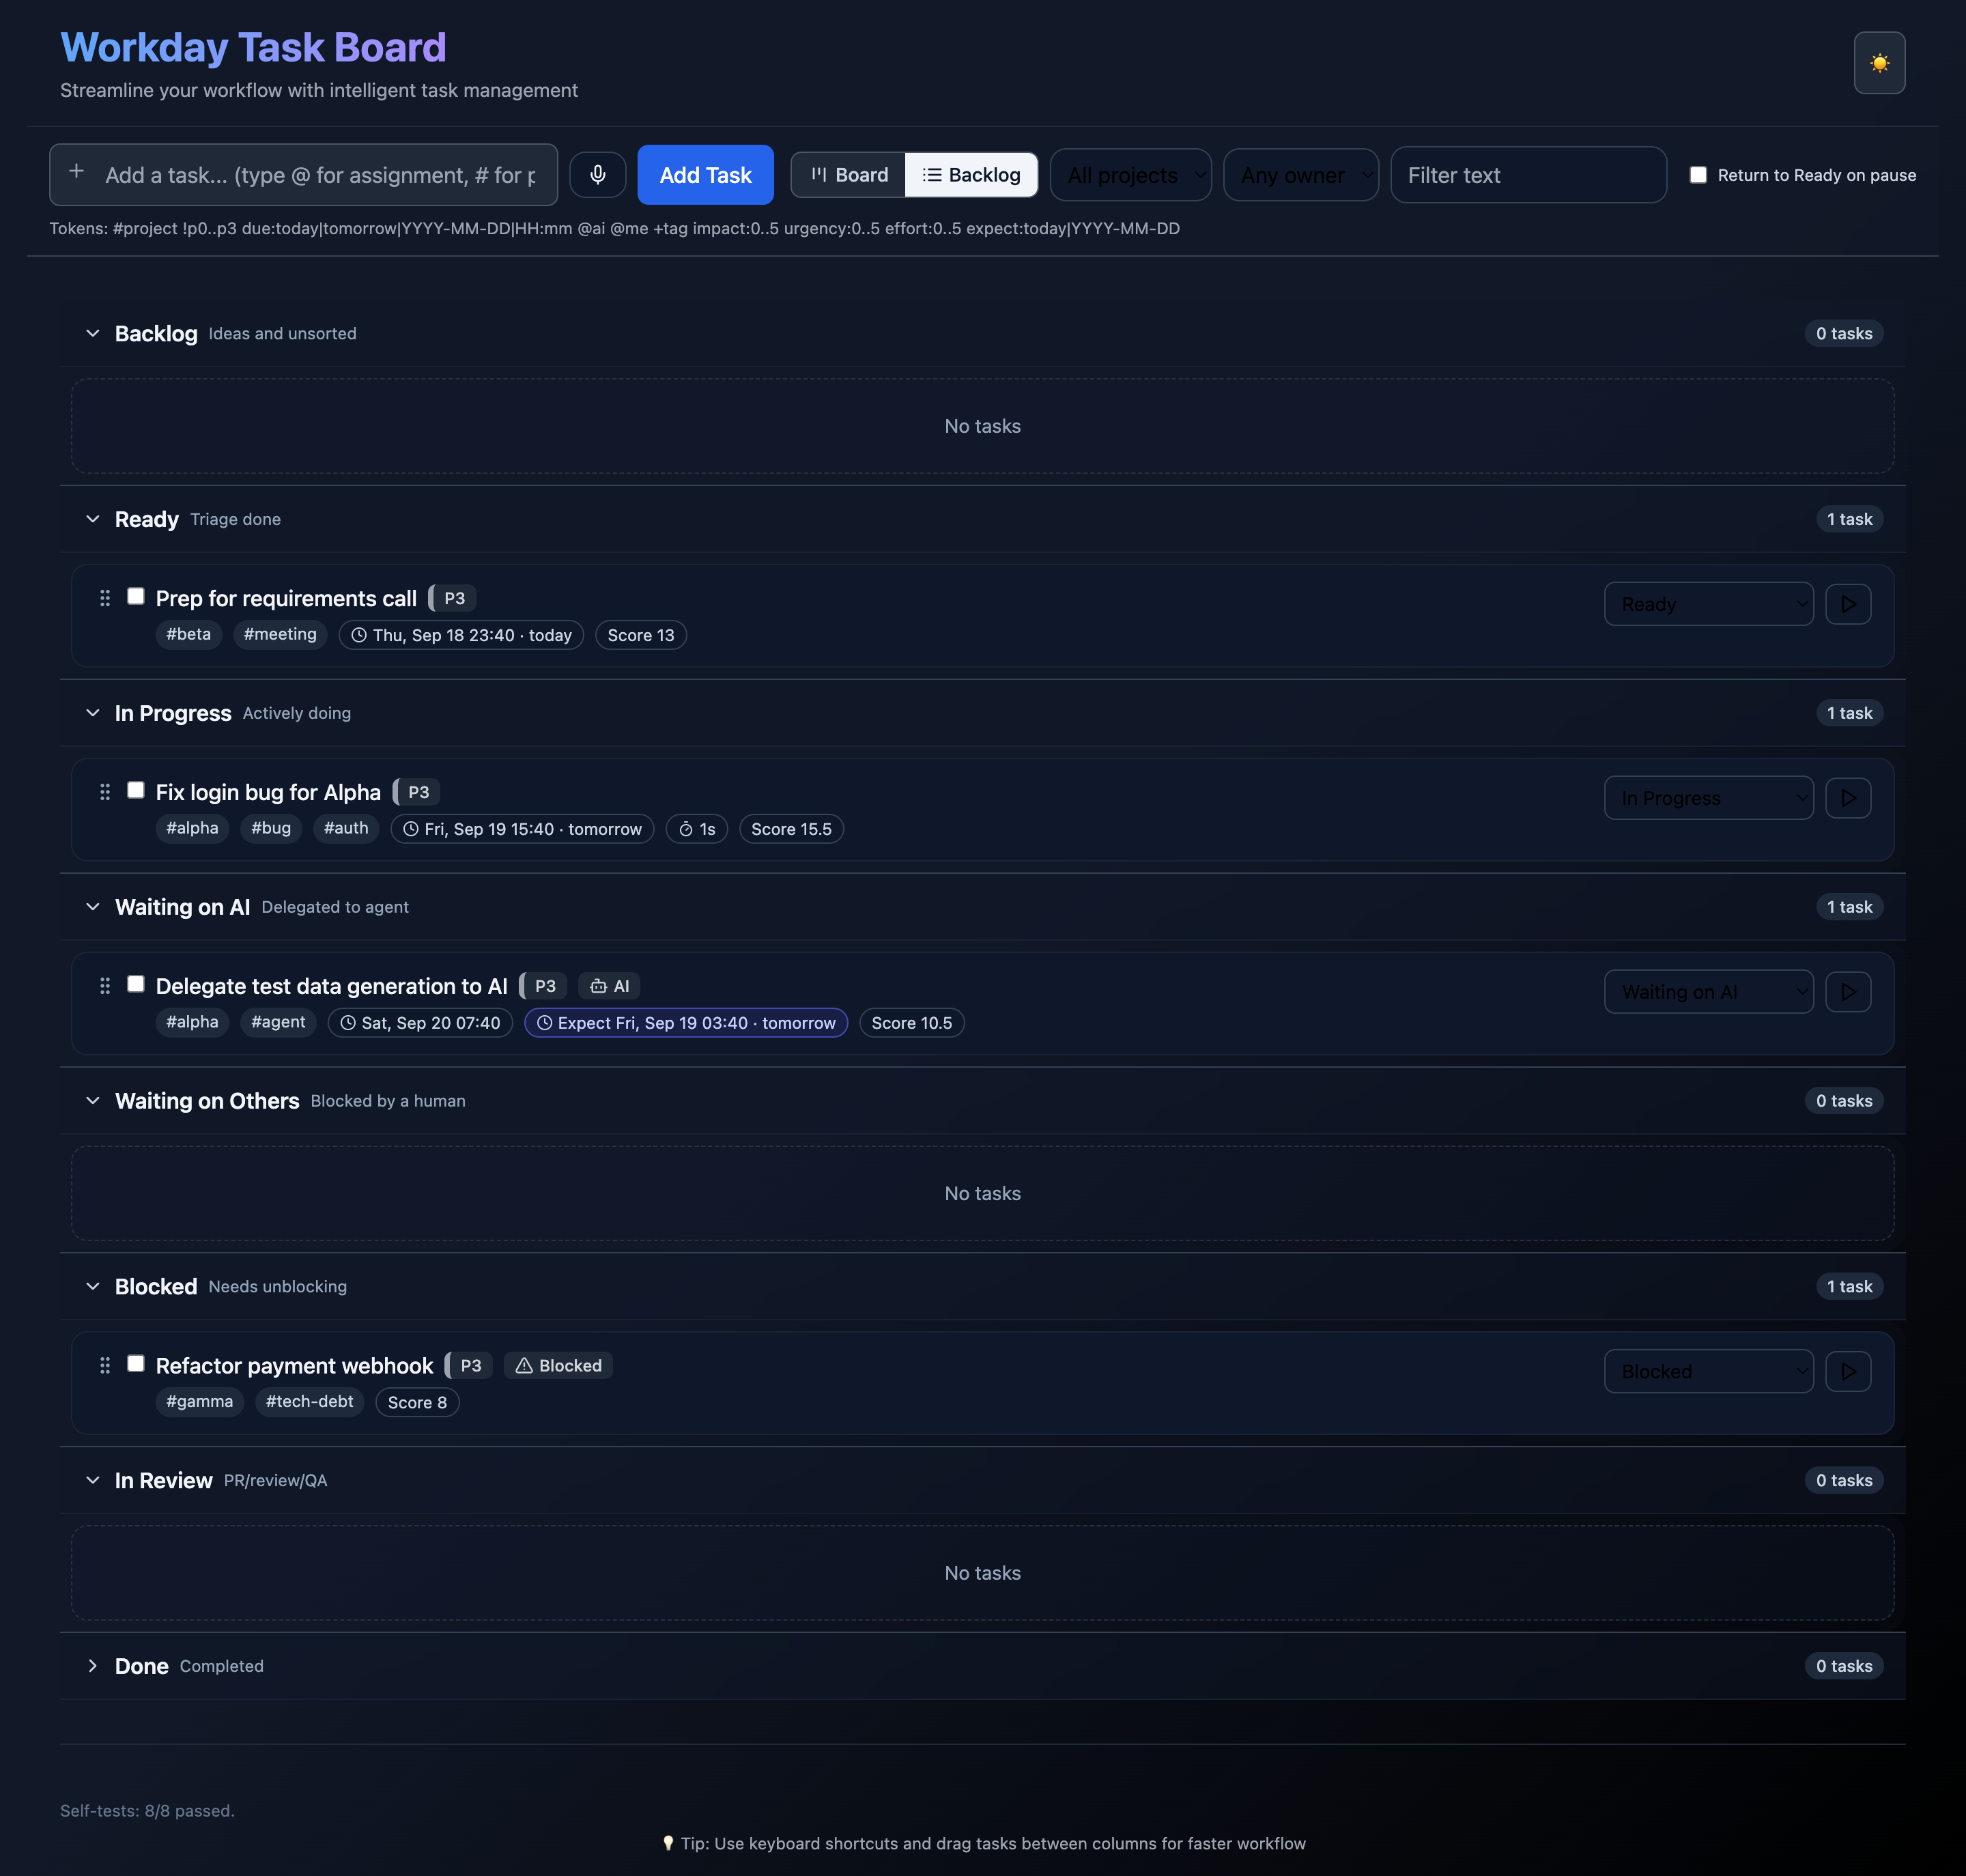 Workday Task Board
Streamline your workflow with intelligent task management
Add a task... (type @ for assignment, # for p
Add Task
Board
Backlog
All projects
Any owner
Filter text
Return to Ready on pause
Tokens: #project !p0..p3 due:today|tomorrow|YYYY-MM-DD|HH:mm @ai @me +tag impact:0..5 urgency:0..5 effort:0..5 expect:today|YYYY-MM-DD
Backlog Ideas and unsorted 0 tasks
No tasks
Ready Triage done 1 task
Prep for requirements call P3 Ready
#beta #meeting Thu, Sep 18 23:40 · today Score 13
In Progress Actively doing 1 task
Fix login bug for Alpha P3 In Progress
#alpha #bug #auth Fri, Sep 19 15:40 · tomorrow 1s Score 15.5
Waiting on AI Delegated to agent 1 task
Delegate test data generation to AI P3 AI Waiting on AI
#alpha #agent Sat, Sep 20 07:40 Expect Fri, Sep 19 03:40 · tomorrow Score 10.5
Waiting on Others Blocked by a human 0 tasks
No tasks
Blocked Needs unblocking 1 task
Refactor payment webhook P3 Blocked Blocked
#gamma #tech-debt Score 8
In Review PR/review/QA 0 tasks
No tasks
Done Completed 0 tasks
Self-tests: 8/8 passed.
Tip: Use keyboard shortcuts and drag tasks between columns for faster workflow